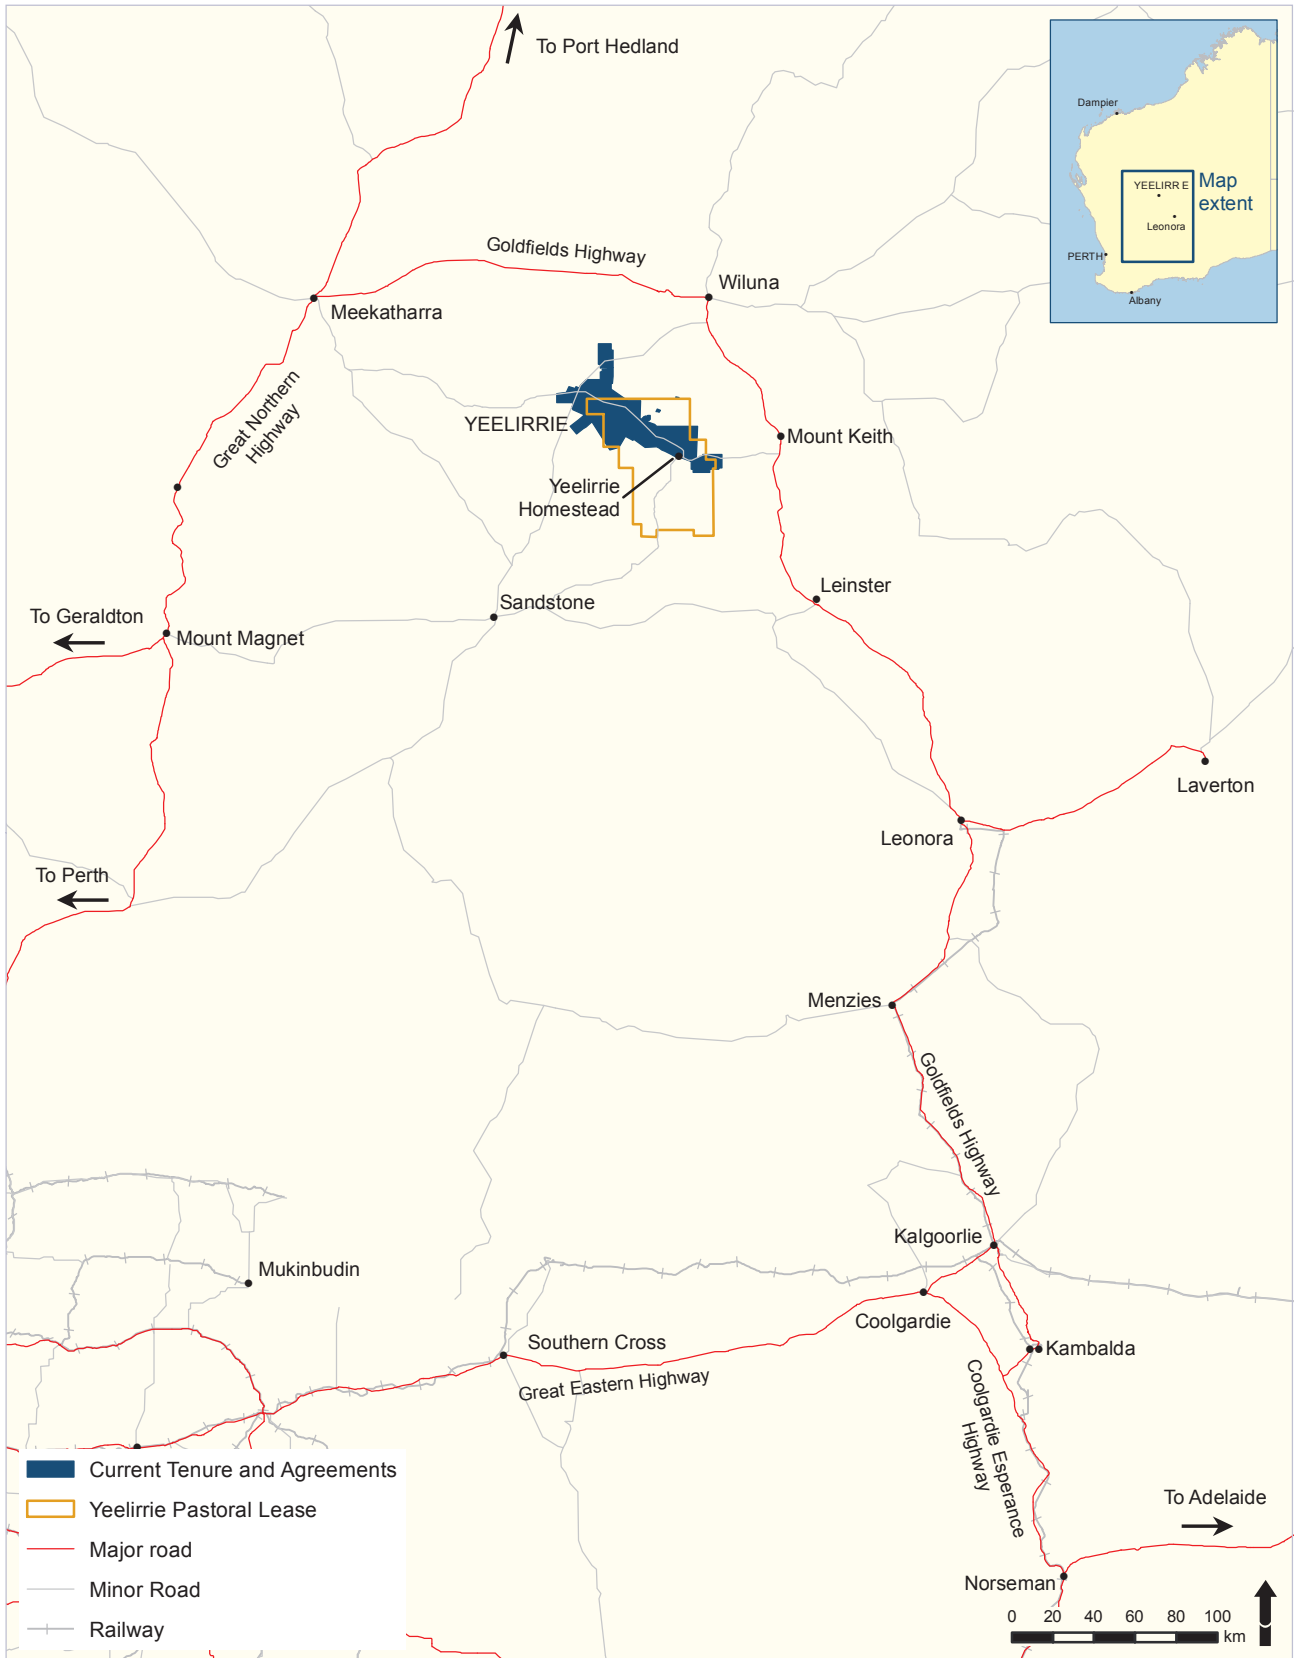 To Port Hedland
Dampier
YEELIRR E
Map
extent
Leonora
PERTH
Albany
Goldfields Highway
Wiluna
Meekatharra
Great Northern
Highway
YEELIRRIE
Mount Keith
Yeelirrie
Homestead
Leinster
Sandstone
To Geraldton
Mount Magnet
Laverton
Leonora
To Perth
Menzies
Goldfields Highway
Kalgoorlie
Mukinbudin
Coolgardie
Southern Cross
Kambalda
Great Eastern Highway
Coolgardie Esperance
Highway
Current Tenure and Agreements
Yeelirrie Pastoral Lease
Major road
Minor Road
Railway
To Adelaide
Norseman
0 20 40 60 80 100
km